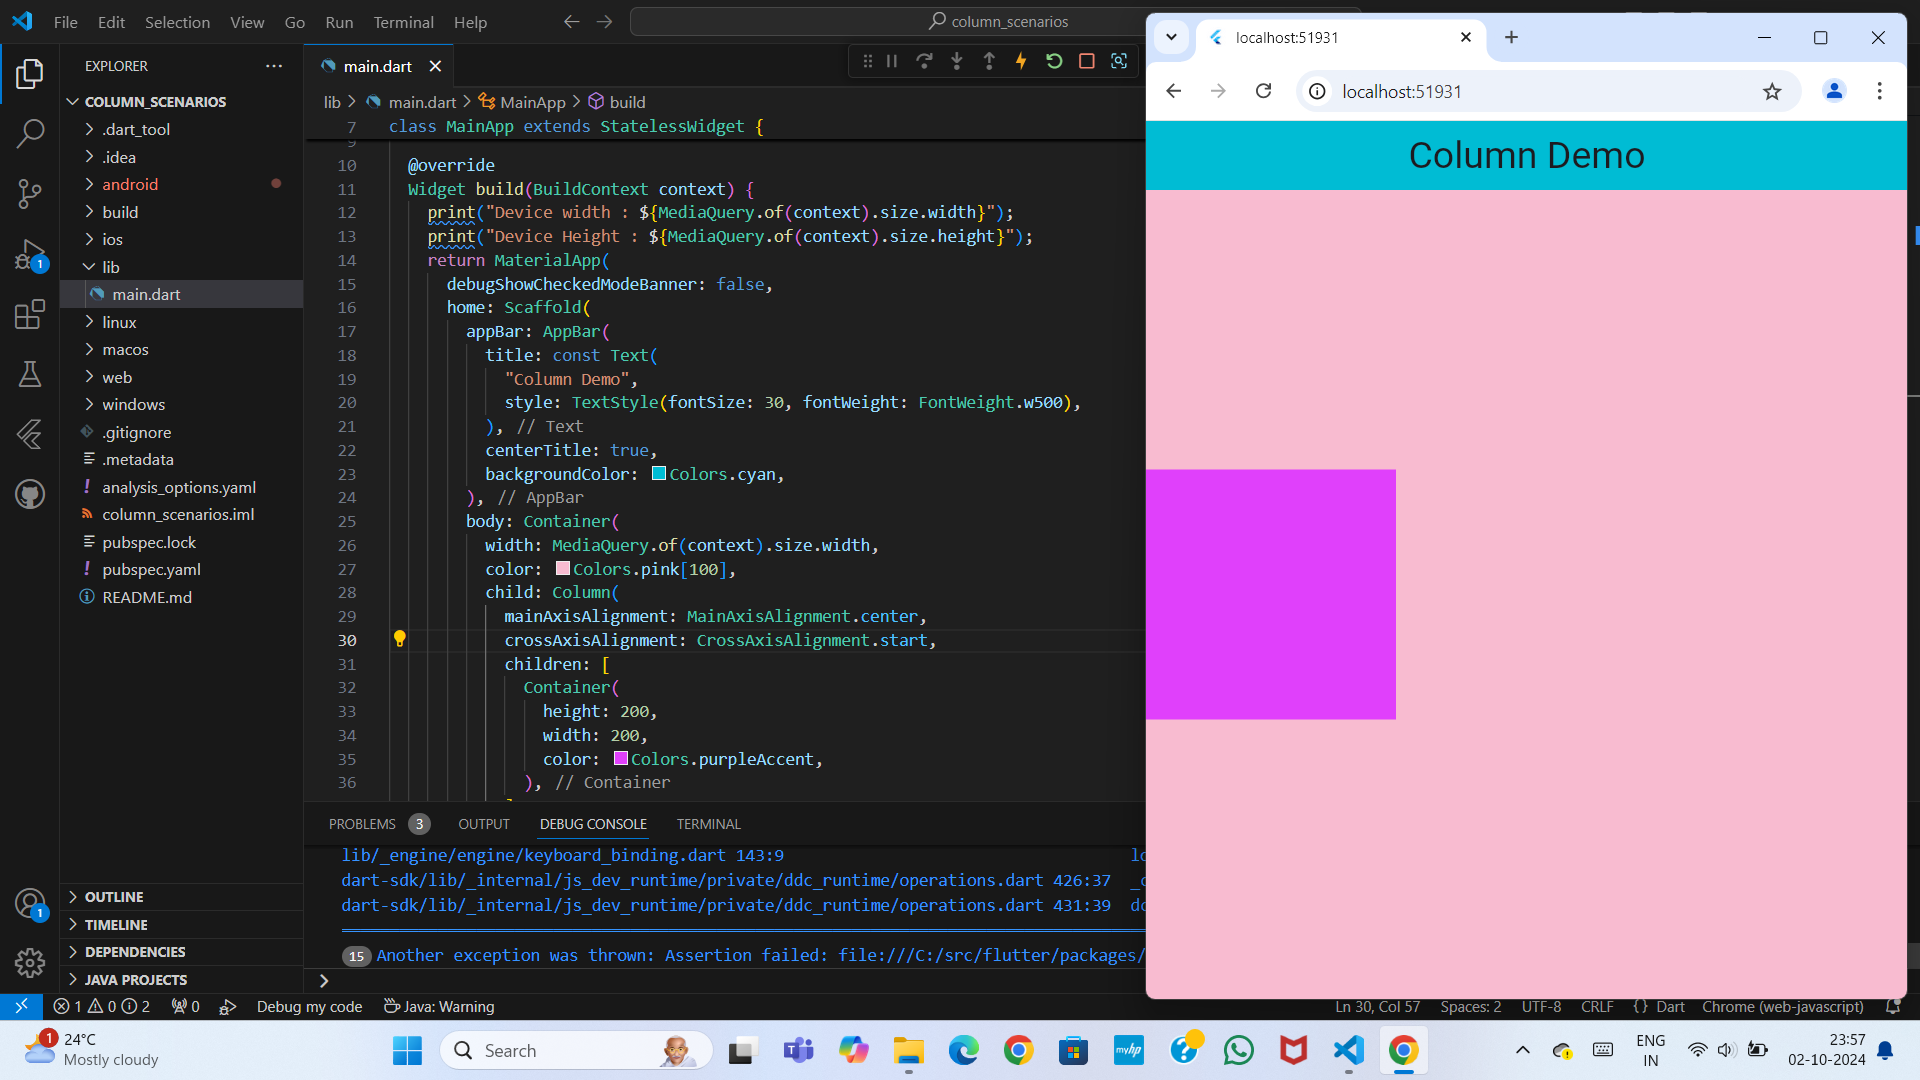 File Edit Selection View Go Run Terminal Help
column_scenarios
EXPLORER
COLUMN_SCENARIOS
.dart_tool
.idea
android
build
ios
lib
main.dart
linux
macos
web
windows
.gitignore
.metadata
! analysis_options.yaml
column_scenarios.iml
pubspec.lock
! pubspec.yaml
README.md
OUTLINE
TIMELINE
DEPENDENCIES
JAVA PROJECTS
1
1
main.dart
lib > main.dart > MainApp > build
7 class MainApp extends StatelessWidget {
9
10 @override
11 Widget build(BuildContext context) {
12 print("Device width : ${MediaQuery.of(context).size.width}");
13 print("Device Height : ${MediaQuery.of(context).size.height}");
14 return MaterialApp(
15 debugShowCheckedModeBanner: false,
16 home: Scaffold(
17 appBar: AppBar(
18 title: const Text(
19 "Column Demo",
20 style: TextStyle(fontSize: 30, fontWeight: FontWeight.w500),
21 ), // Text
22 centerTitle: true,
23 backgroundColor: Colors.cyan,
24 ), // AppBar
25 body: Container(
26 width: MediaQuery.of(context).size.width,
27 color: Colors.pink[100],
28 child: Column(
29 mainAxisAlignment: MainAxisAlignment.center,
30 crossAxisAlignment: CrossAxisAlignment.start,
31 children: [
32 Container(
33 height: 200,
34 width: 200,
35 color: Colors.purpleAccent,
36 ), // Container
PROBLEMS 3 OUTPUT DEBUG CONSOLE TERMINAL
lib/_engine/engine/keyboard_binding.dart 143:9
dart-sdk/lib/_internal/js_dev_runtime/private/ddc_runtime/operations.dart 426:37
dart-sdk/lib/_internal/js_dev_runtime/private/ddc_runtime/operations.dart 431:39
15 Another exception was thrown: Assertion failed: file:///C:/src/flutter/packages/
localhost:51931
localhost:51931
Column Demo
1 0 2 0 Debug my code Java: Warning Ln 30, Col 57 Spaces: 2 UTF-8 CRLF {} Dart Chrome (web-javascript)
1
24°C
Mostly cloudy
Search
myhp
ENG
IN
23:57
02-10-2024